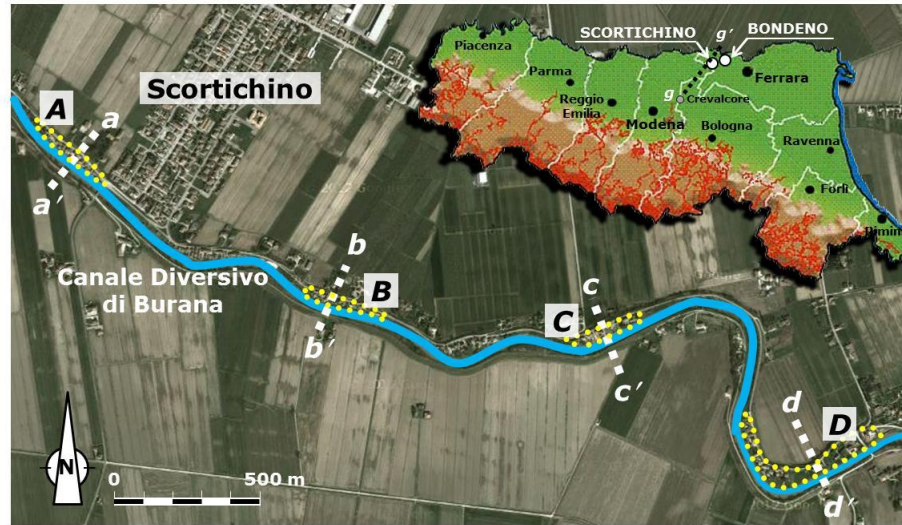 SCORTICHINO
g'
BONDENO
Piacenza
Parma
Ferrara
g
Crevalcore
Reggio
Emilia
Modena
Bologna
Ravenna
Forlì
Rimini
A
a
a'
Scortichino
Canale Diversivo
di Burana
b
B
b'
c
C
c'
d
D
d'
N
0
500 m